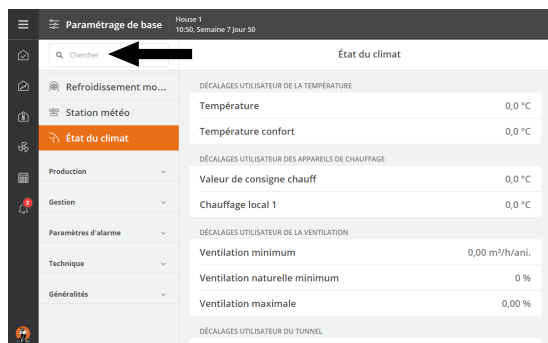 Paramétrage de base
House 1
10:50, Semaine 7 Jour 50
Chercher
Refroidissement mo...
Station météo
État du climat
Production
Gestion
Paramètres d'alarme
Technique
Généralités
2
État du climat
DÉCALAGES UTILISATEUR DE LA TEMPÉRATURE
Température 0,0 °C
Température confort 0,0 °C
DÉCALAGES UTILISATEUR DES APPAREILS DE CHAUFFAGE
Valeur de consigne chauff 0,0 °C
Chauffage local 1 0,0 °C
DÉCALAGES UTILISATEUR DE LA VENTILATION
Ventilation minimum 0,00 m³/h/ani.
Ventilation naturelle minimum 0 %
Ventilation maximale 0,00 %
DÉCALAGES UTILISATEUR DU TUNNEL